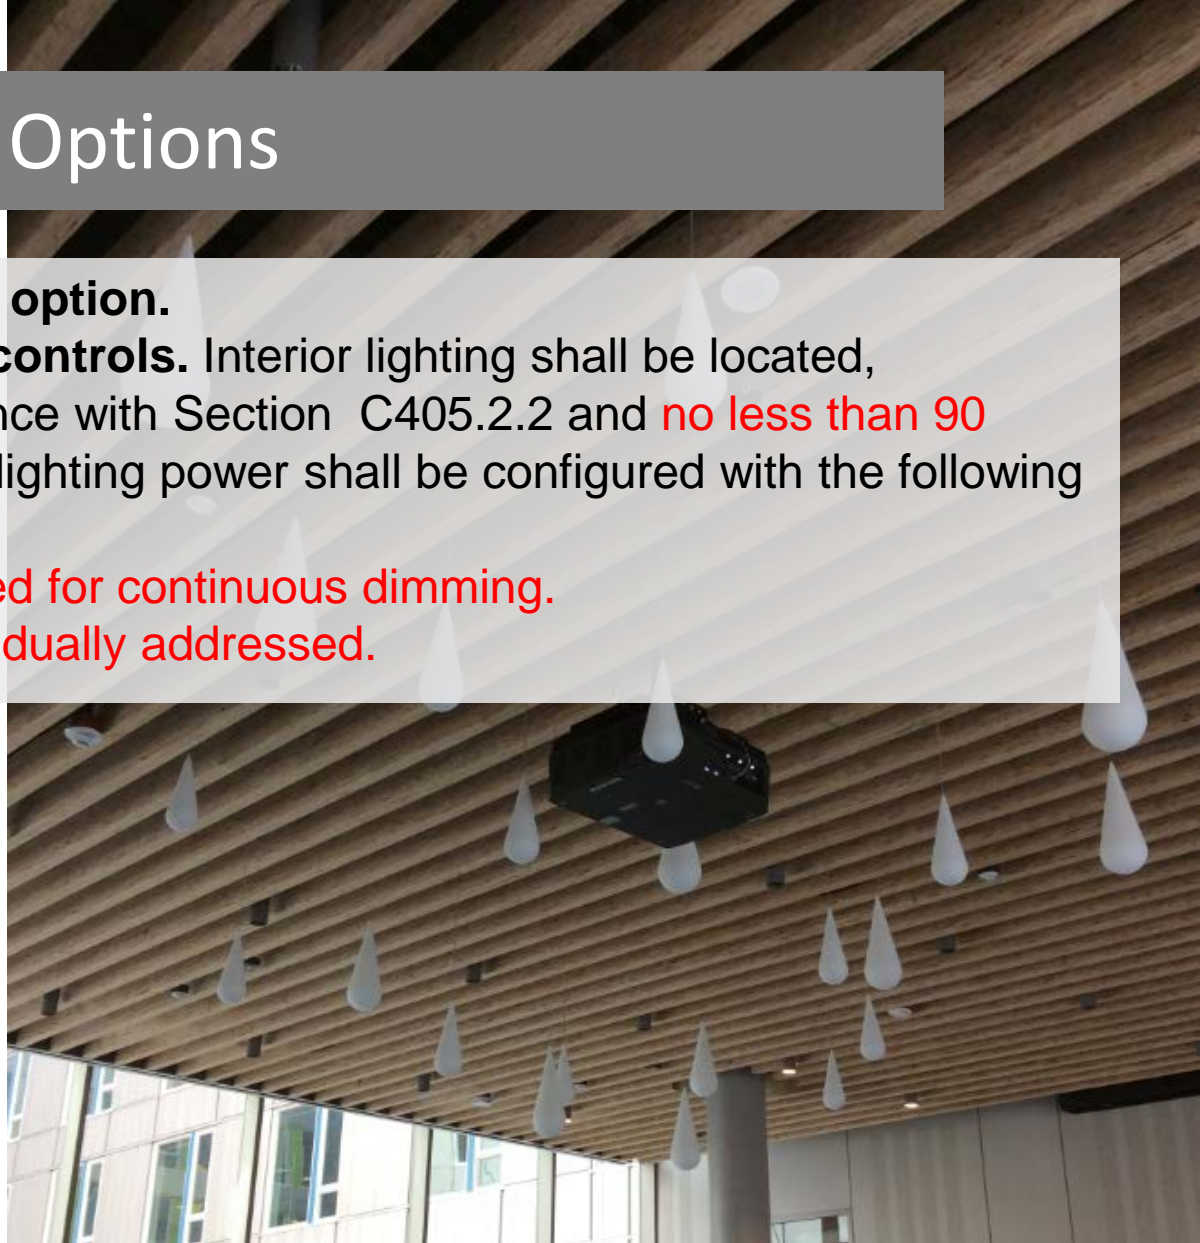 Options
option.
controls. Interior lighting shall be located,
nce with Section C405.2.2 and no less than 90
lighting power shall be configured with the following
ed for continuous dimming.
dually addressed.